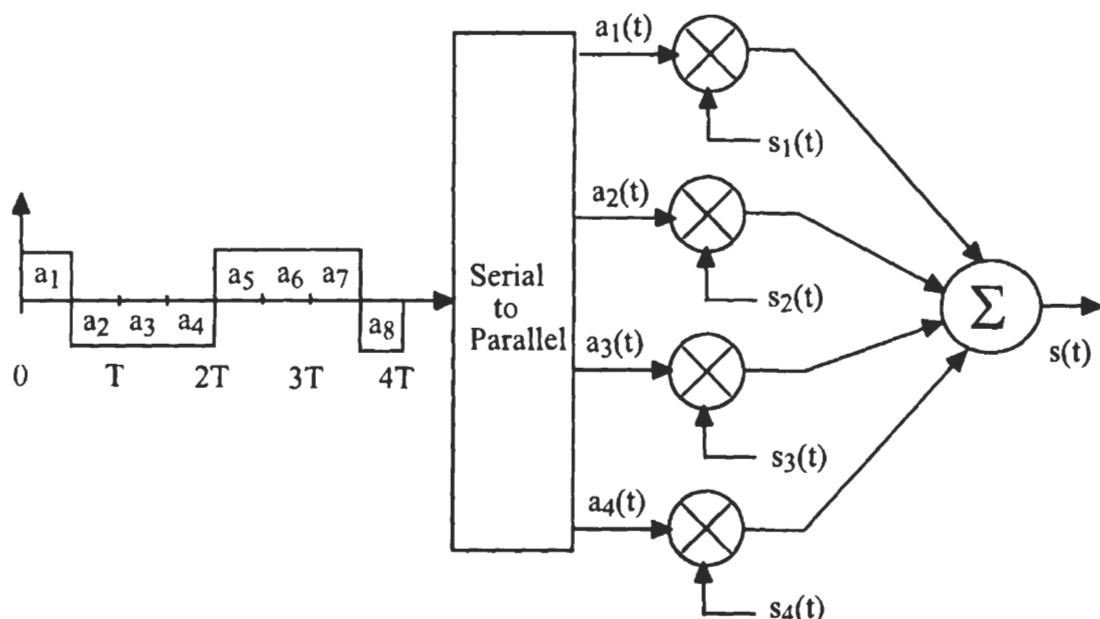 a1(t)
s1(t)
a2(t)
s2(t)
a1 a2 a3 a4 a5 a6 a7 a8
0 T 2T 3T 4T
Serial
to
Parallel
a3(t)
s3(t)
a4(t)
s4(t)
Σ
s(t)